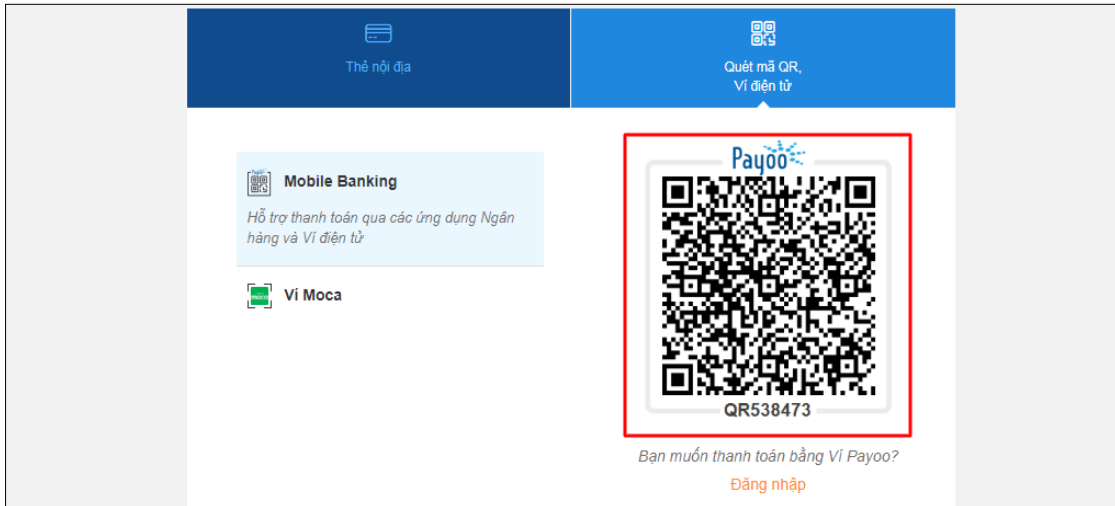 Thẻ nội địa
Quét mã QR,
Ví điện tử
Mobile Banking
Hỗ trợ thanh toán qua các ứng dụng Ngân
hàng và Ví điện tử
Ví Moca
Payoo
QR538473
Bạn muốn thanh toán bằng Ví Payoo?
Đăng nhập